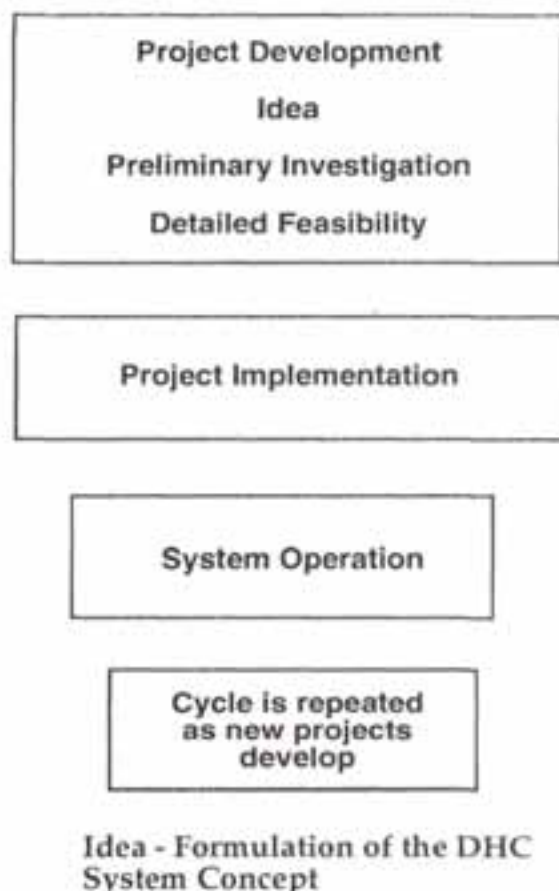 Project Development
Idea
Preliminary Investigation
Detailed Feasibility
Project Implementation
System Operation
Cycle is repeated
as new projects
develop
Idea - Formulation of the DHC
System Concept